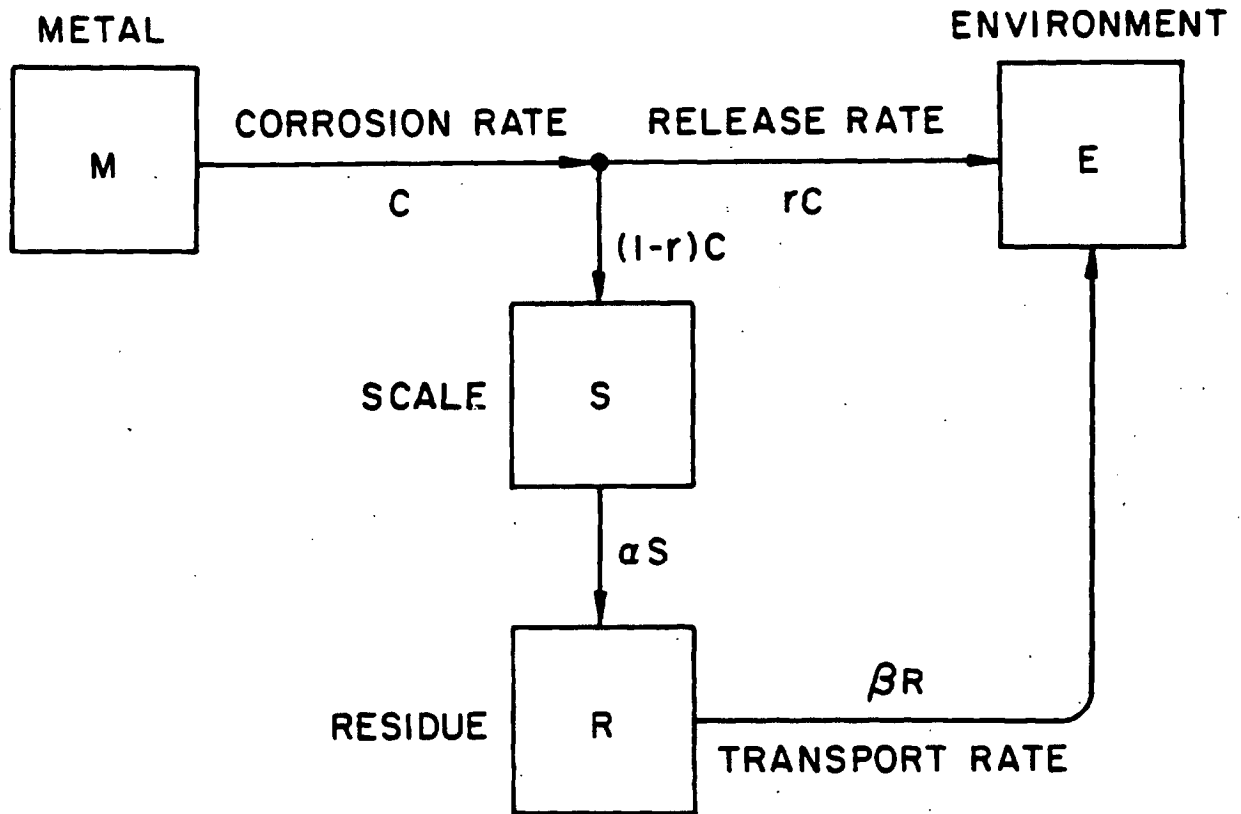 METAL
ENVIRONMENT
M
CORROSION RATE
C
RELEASE RATE
rC
E
(1-r)C
SCALE
S
αS
RESIDUE
R
βR
TRANSPORT RATE